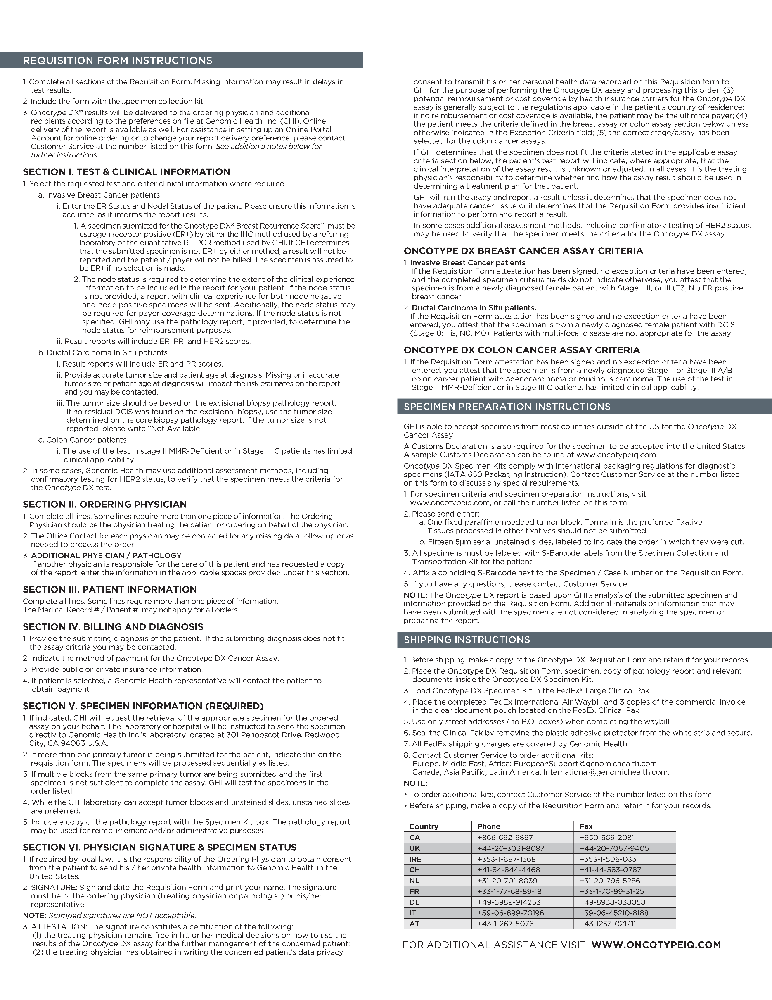 REQUISITION FORM INSTRUCTIONS
1. Complete all sections of the Requisition Form. Missing information may result in delays in
test results.
2. Include the form with the specimen collection kit.
3. Oncotype DX® results will be delivered to the ordering physician and additional
recipients according to the preferences on file at Genomic Health, Inc. (GHI). Online
delivery of the report is available as well. For assistance in setting up an Online Portal
Account for online ordering or to change your report delivery preference, please contact
Customer Service at the number listed on this form. See additional notes below for
further instructions.
SECTION I. TEST & CLINICAL INFORMATION
1. Select the requested test and enter clinical information where required.
a. Invasive Breast Cancer patients
i. Enter the ER Status and Nodal Status of the patient. Please ensure this information is
accurate, as it informs the report results.
1. A specimen submitted for the Oncotype DX® Breast Recurrence Score™ must be
estrogen receptor positive (ER+) by either the IHC method used by a referring
laboratory or the quantitative RT-PCR method used by GHI. If GHI determines
that the submitted specimen is not ER+ by either method, a result will not be
reported and the patient / payer will not be billed. The specimen is assumed to
be ER+ if no selection is made.
2. The node status is required to determine the extent of the clinical experience
information to be included in the report for your patient. If the node status
is not provided, a report with clinical experience for both node negative
and node positive specimens will be sent. Additionally, the node status may
be required for payor coverage determinations. If the node status is not
specified, GHI may use the pathology report, if provided, to determine the
node status for reimbursement purposes.
ii. Result reports will include ER, PR, and HER2 scores.
b. Ductal Carcinoma In Situ patients
i. Result reports will include ER and PR scores.
ii. Provide accurate tumor size and patient age at diagnosis. Missing or inaccurate
tumor size or patient age at diagnosis will impact the risk estimates on the report,
and you may be contacted.
iii. The tumor size should be based on the excisional biopsy pathology report.
If no residual DCIS was found on the excisional biopsy, use the tumor size
determined on the core biopsy pathology report. If the tumor size is not
reported, please write “Not Available.”
c. Colon Cancer patients
i. The use of the test in stage II MMR-Deficient or in Stage III C patients has limited
clinical applicability.
2. In some cases, Genomic Health may use additional assessment methods, including
confirmatory testing for HER2 status, to verify that the specimen meets the criteria for
the Oncotype DX test.
SECTION II. ORDERING PHYSICIAN
1. Complete all lines. Some lines require more than one piece of information. The Ordering
Physician should be the physician treating the patient or ordering on behalf of the physician.
2. The Office Contact for each physician may be contacted for any missing data follow-up or as
needed to process the order.
3. ADDITIONAL PHYSICIAN / PATHOLOGY
If another physician is responsible for the care of this patient and has requested a copy
of the report, enter the information in the applicable spaces provided under this section.
SECTION III. PATIENT INFORMATION
Complete all lines. Some lines require more than one piece of information.
The Medical Record # / Patient # may not apply for all orders.
SECTION IV. BILLING AND DIAGNOSIS
1. Provide the submitting diagnosis of the patient. If the submitting diagnosis does not fit
the assay criteria you may be contacted.
2. Indicate the method of payment for the Oncotype DX Cancer Assay.
3. Provide public or private insurance information.
4. If patient is selected, a Genomic Health representative will contact the patient to
obtain payment.
SECTION V. SPECIMEN INFORMATION (REQUIRED)
1. If indicated, GHI will request the retrieval of the appropriate specimen for the ordered
assay on your behalf. The laboratory or hospital will be instructed to send the specimen
directly to Genomic Health Inc.’s laboratory located at 301 Penobscot Drive, Redwood
City, CA 94063 U.S.A.
2. If more than one primary tumor is being submitted for the patient, indicate this on the
requisition form. The specimens will be processed sequentially as listed.
3. If multiple blocks from the same primary tumor are being submitted and the first
specimen is not sufficient to complete the assay, GHI will test the specimens in the
order listed.
4. While the GHI laboratory can accept tumor blocks and unstained slides, unstained slides
are preferred.
5. Include a copy of the pathology report with the Specimen Kit box. The pathology report
may be used for reimbursement and/or administrative purposes.
SECTION VI. PHYSICIAN SIGNATURE & SPECIMEN STATUS
1. If required by local law, it is the responsibility of the Ordering Physician to obtain consent
from the patient to send his / her private health information to Genomic Health in the
United States.
2. SIGNATURE: Sign and date the Requisition Form and print your name. The signature
must be of the ordering physician (treating physician or pathologist) or his/her
representative.
NOTE: Stamped signatures are NOT acceptable.
3. ATTESTATION: The signature constitutes a certification of the following:
(1) the treating physician remains free in his or her medical decisions on how to use the
results of the Oncotype DX assay for the further management of the concerned patient;
(2) the treating physician has obtained in writing the concerned patient’s data privacy
consent to transmit his or her personal health data recorded on this Requisition form to
GHI for the purpose of performing the Oncotype DX assay and processing this order; (3)
potential reimbursement or cost coverage by health insurance carriers for the Oncotype DX
assay is generally subject to the regulations applicable in the patient’s country of residence;
if no reimbursement or cost coverage is available, the patient may be the ultimate payer; (4)
the patient meets the criteria defined in the breast assay or colon assay section below unless
otherwise indicated in the Exception Criteria field; (5) the correct stage/assay has been
selected for the colon cancer assays.
If GHI determines that the specimen does not fit the criteria stated in the applicable assay
criteria section below, the patient’s test report will indicate, where appropriate, that the
clinical interpretation of the assay result is unknown or adjusted. In all cases, it is the treating
physician’s responsibility to determine whether and how the assay result should be used in
determining a treatment plan for that patient.
GHI will run the assay and report a result unless it determines that the specimen does not
have adequate cancer tissue or it determines that the Requisition Form provides insufficient
information to perform and report a result.
In some cases additional assessment methods, including confirmatory testing of HER2 status,
may be used to verify that the specimen meets the criteria for the Oncotype DX assay.
ONCOTYPE DX BREAST CANCER ASSAY CRITERIA
1. Invasive Breast Cancer patients
If the Requisition Form attestation has been signed, no exception criteria have been entered,
and the completed specimen criteria fields do not indicate otherwise, you attest that the
specimen is from a newly diagnosed female patient with Stage I, II, or III (T3, N1) ER positive
breast cancer.
2. Ductal Carcinoma In Situ patients.
If the Requisition Form attestation has been signed and no exception criteria have been
entered, you attest that the specimen is from a newly diagnosed female patient with DCIS
(Stage 0: Tis, N0, M0). Patients with multi-focal disease are not appropriate for the assay.
ONCOTYPE DX COLON CANCER ASSAY CRITERIA
1. If the Requisition Form attestation has been signed and no exception criteria have been
entered, you attest that the specimen is from a newly diagnosed Stage II or Stage III A/B
colon cancer patient with adenocarcinoma or mucinous carcinoma. The use of the test in
Stage II MMR-Deficient or in Stage III C patients has limited clinical applicability.
SPECIMEN PREPARATION INSTRUCTIONS
GHI is able to accept specimens from most countries outside of the US for the Oncotype DX
Cancer Assay.
A Customs Declaration is also required for the specimen to be accepted into the United States.
A sample Customs Declaration can be found at www.oncotypeiq.com.
Oncotype DX Specimen Kits comply with international packaging regulations for diagnostic
specimens (IATA 650 Packaging Instruction). Contact Customer Service at the number listed
on this form to discuss any special requirements.
1. For specimen criteria and specimen preparation instructions, visit
www.oncotypeiq.com, or call the number listed on this form.
2. Please send either:
a. One fixed paraffin embedded tumor block. Formalin is the preferred fixative.
Tissues processed in other fixatives should not be submitted.
b. Fifteen 5µm serial unstained slides, labeled to indicate the order in which they were cut.
3. All specimens must be labeled with S-Barcode labels from the Specimen Collection and
Transportation Kit for the patient.
4. Affix a coinciding S-Barcode next to the Specimen / Case Number on the Requisition Form.
5. If you have any questions, please contact Customer Service.
NOTE: The Oncotype DX report is based upon GHI’s analysis of the submitted specimen and
information provided on the Requisition Form. Additional materials or information that may
have been submitted with the specimen are not considered in analyzing the specimen or
preparing the report.
SHIPPING INSTRUCTIONS
1. Before shipping, make a copy of the Oncotype DX Requisition Form and retain it for your records.
2. Place the Oncotype DX Requisition Form, specimen, copy of pathology report and relevant
documents inside the Oncotype DX Specimen Kit.
3. Load Oncotype DX Specimen Kit in the FedEx® Large Clinical Pak.
4. Place the completed FedEx International Air Waybill and 3 copies of the commercial invoice
in the clear document pouch located on the FedEx Clinical Pak.
5. Use only street addresses (no P.O. boxes) when completing the waybill.
6. Seal the Clinical Pak by removing the plastic adhesive protector from the white strip and secure.
7. All FedEx shipping charges are covered by Genomic Health.
8. Contact Customer Service to order additional kits:
Europe, Middle East, Africa: EuropeanSupport@genomichealth.com
Canada, Asia Pacific, Latin America: International@genomichealth.com.
NOTE:
• To order additional kits, contact Customer Service at the number listed on this form.
• Before shipping, make a copy of the Requisition Form and retain if for your records.
Country Phone Fax
CA +866-662-6897 +650-569-2081
UK +44-20-3031-8087 +44-20-7067-9405
IRE +353-1-697-1568 +353-1-506-0331
CH +41-84-844-4468 +41-44-583-0787
NL +31-20-701-8039 +31-20-796-5286
FR +33-1-77-68-89-18 +33-1-70-99-31-25
DE +49-6989-914253 +49-8938-038058
IT +39-06-899-70196 +39-06-45210-8188
AT +43-1-267-5076 +43-1253-021211
FOR ADDITIONAL ASSISTANCE VISIT: WWW.ONCOTYPEIQ.COM